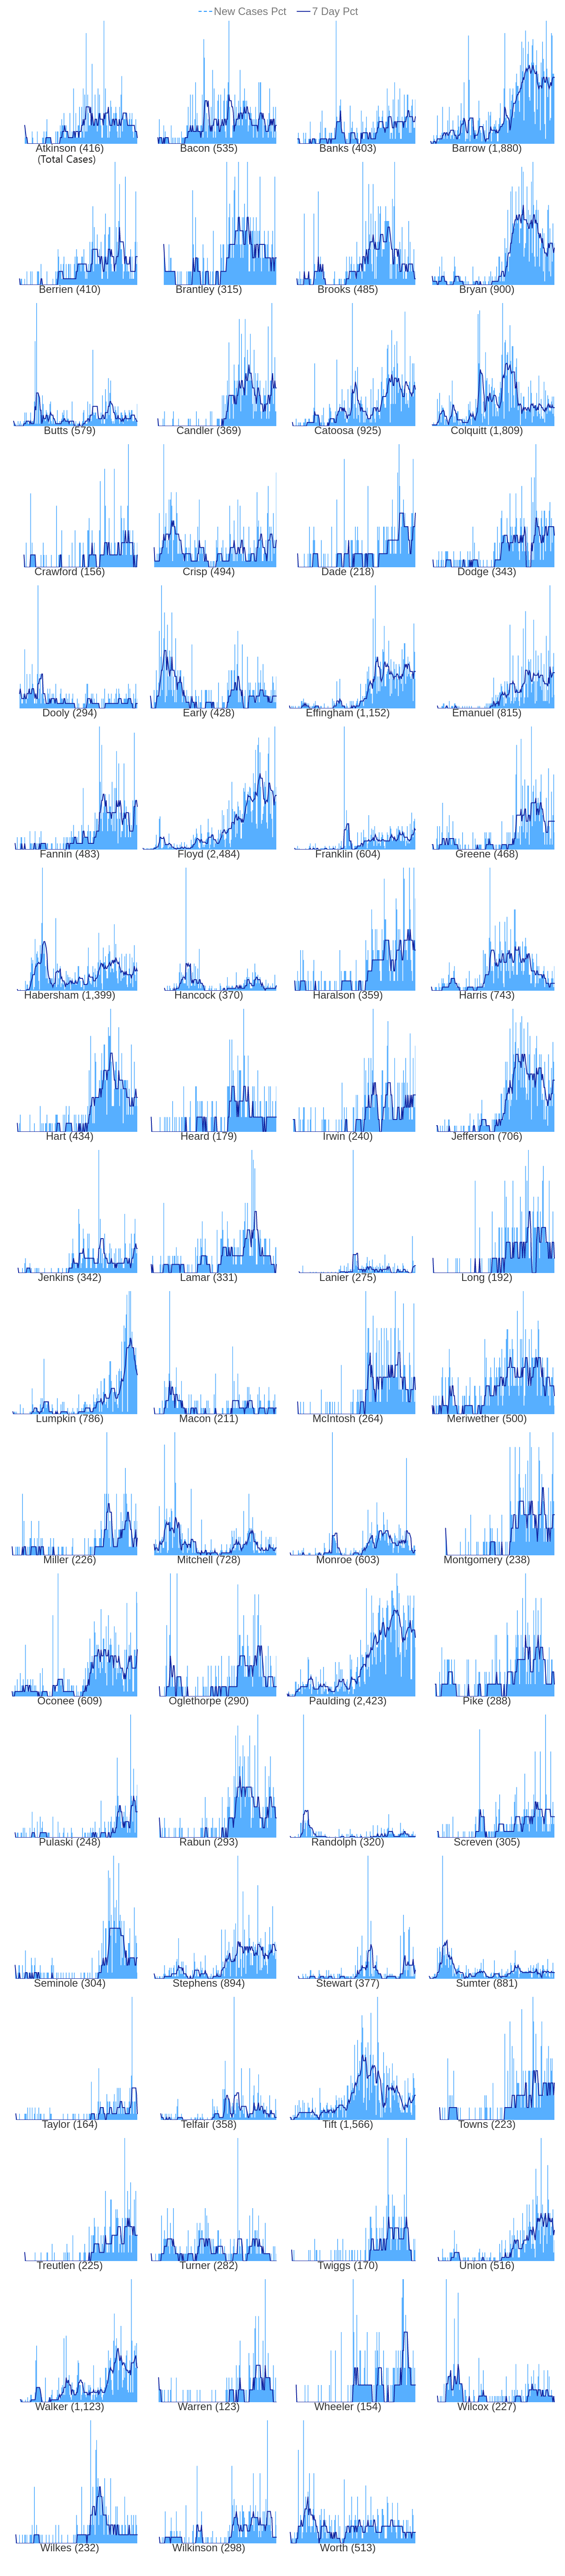 New Cases Pct 7 Day Pct
Atkinson (416) Bacon (535) Banks (403) Barrow (1,880)
(Total Cases)
Berrien (410) Brantley (315) Brooks (485) Bryan (900)
Butts (579) Candler (369) Catoosa (925) Colquitt (1,809)
Crawford (156) Crisp (494) Dade (218) Dodge (343)
Dooly (294) Early (428) Effingham (1,152) Emanuel (815)
Fannin (483) Floyd (2,484) Franklin (604) Greene (468)
Habersham (1,399) Hancock (370) Haralson (359) Harris (743)
Hart (434) Heard (179) Irwin (240) Jefferson (706)
Jenkins (342) Lamar (331) Lanier (275) Long (192)
Lumpkin (786) Macon (211) McIntosh (264) Meriwether (500)
Miller (226) Mitchell (728) Monroe (603) Montgomery (238)
Oconee (609) Oglethorpe (290) Paulding (2,423) Pike (288)
Pulaski (248) Rabun (293) Randolph (320) Screven (305)
Seminole (304) Stephens (894) Stewart (377) Sumter (881)
Taylor (164) Telfair (358) Tift (1,566) Towns (223)
Treutlen (225) Turner (282) Twiggs (170) Union (516)
Walker (1,123) Warren (123) Wheeler (154) Wilcox (227)
Wilkes (232) Wilkinson (298) Worth (513)